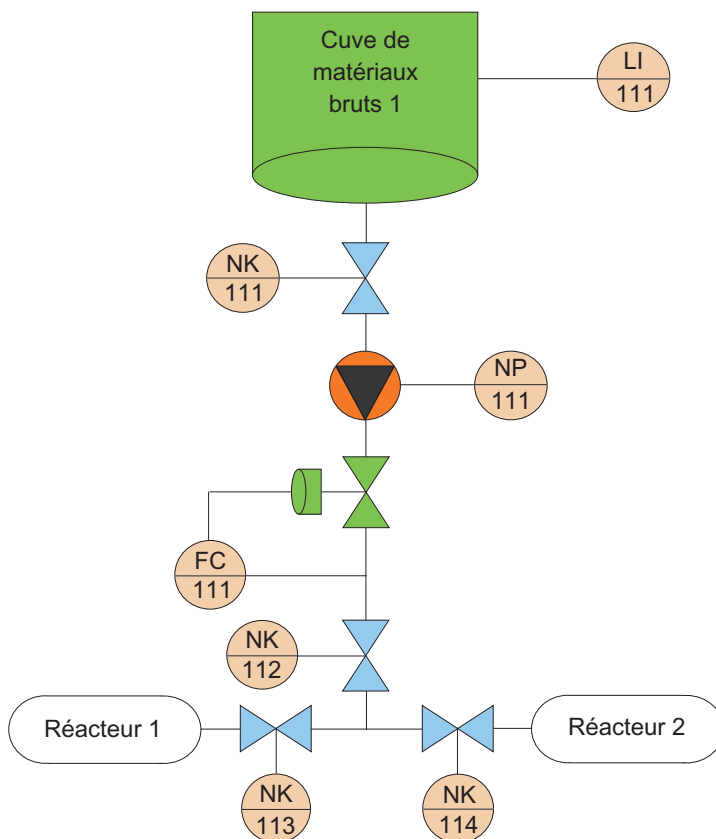 Cuve de
matériaux
bruts 1
LI
111
NK
111
NP
111
FC
111
NK
112
Réacteur 1
Réacteur 2
NK
113
NK
114